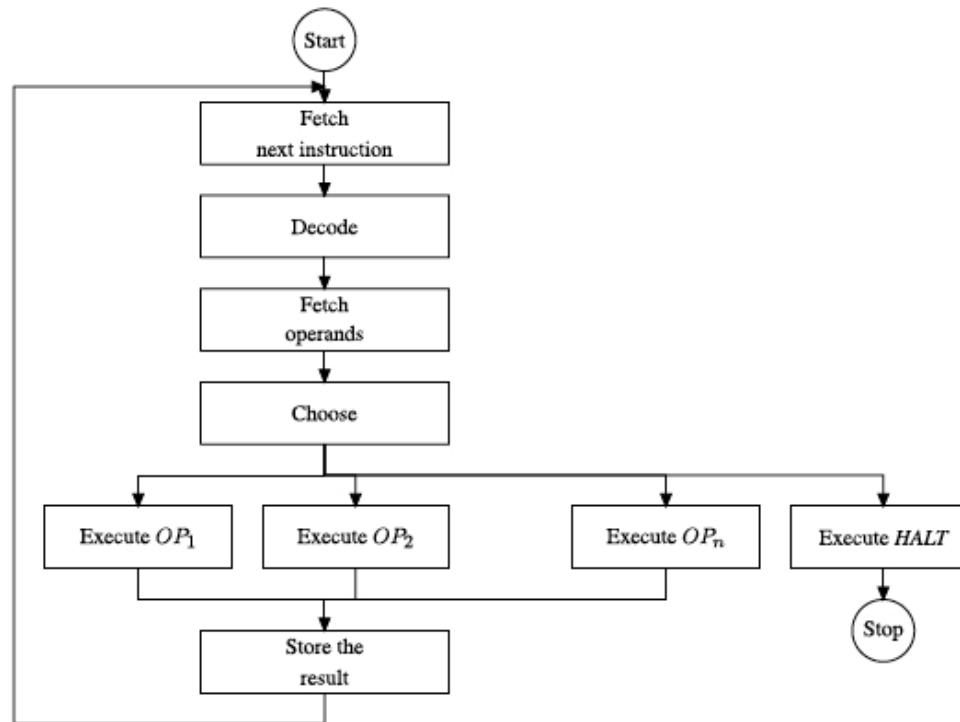 Start
Fetch
next instruction
Decode
Fetch
operands
Choose
Execute OP₁
Execute OP₂
Execute OPₙ
Execute HALT
Store the
result
Stop